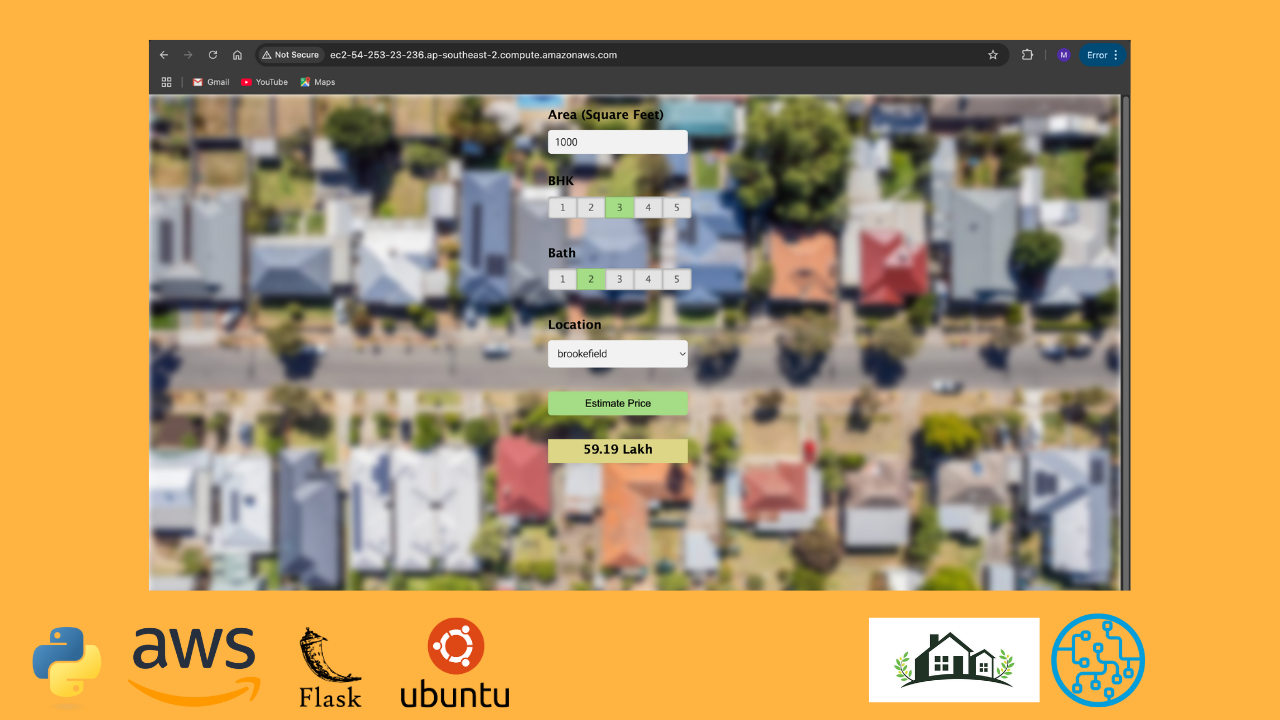 Not Secure ec2-54-253-23-236.ap-southeast-2.compute.amazonaws.com M Error
Gmail YouTube Maps
Area (Square Feet)
1000
BHK
1 2 3 4 5
Bath
1 2 3 4 5
Location
brookefield
Estimate Price
59.19 Lakh
aws
Flask
ubuntu